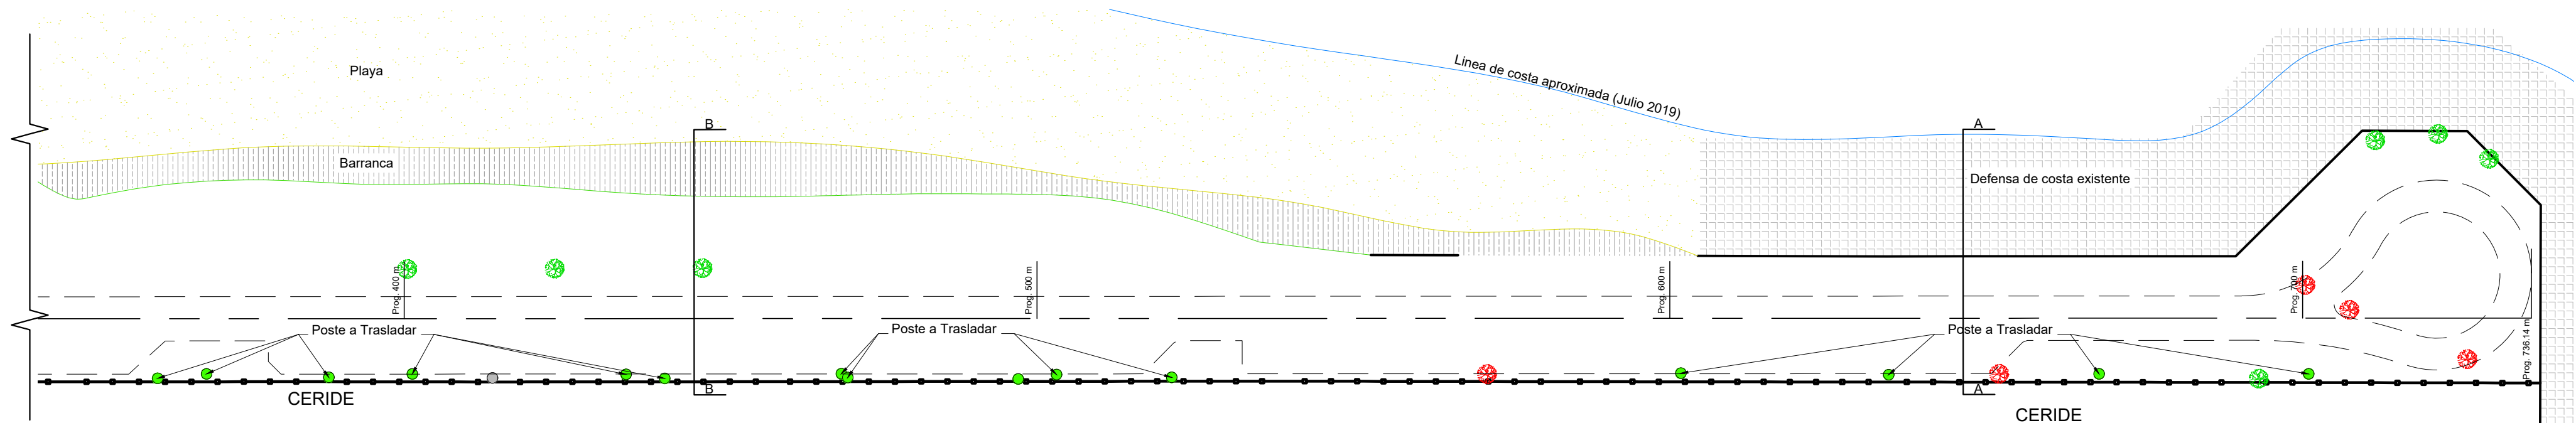 Playa
Linea de costa aproximada (Julio 2019)
B
A
Barranca
Defensa de costa existente
Prog. 400 m
Prog. 500 m
Prog. 600 m
Prog. 700 m
Poste a Trasladar
Poste a Trasladar
Poste a Trasladar
Prog. 736.14 m
B
A
CERIDE
CERIDE